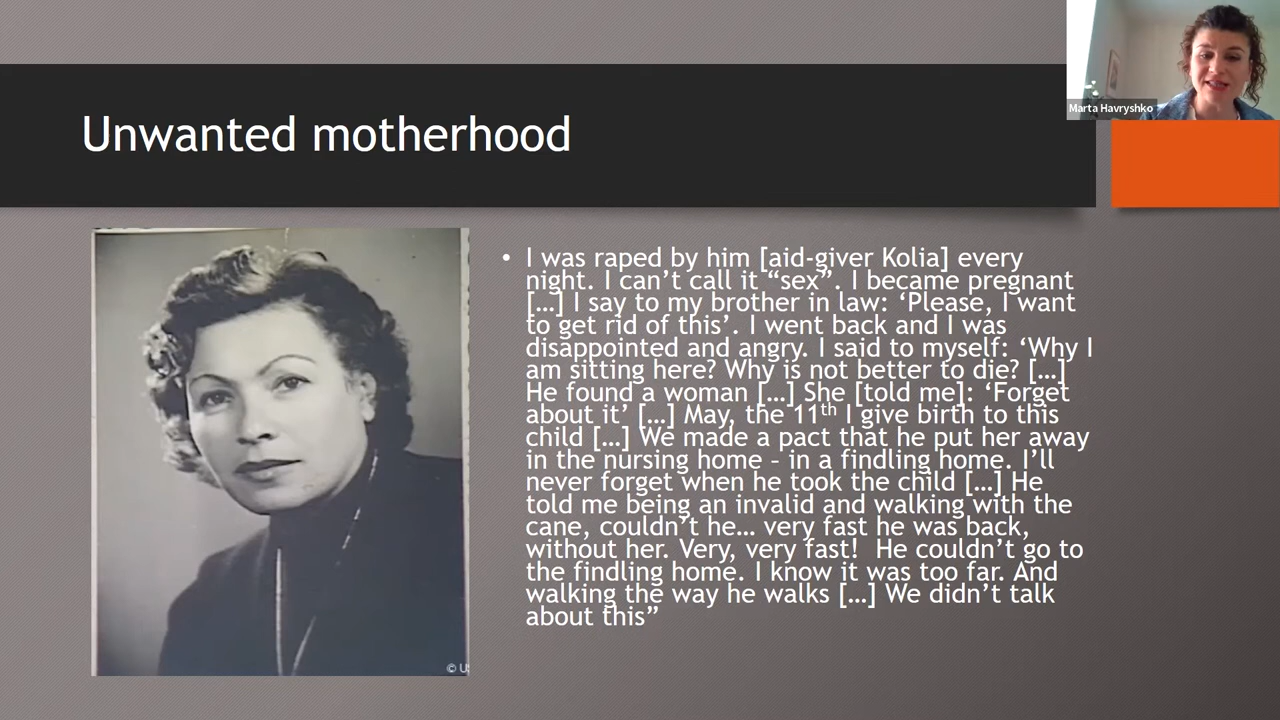 Marta Havryshko
Unwanted motherhood
• I was raped by him [aid-giver Kolia] every
night. I can’t call it “sex”. I became pregnant
[…] I say to my brother in law: ‘Please, I want
to get rid of this’. I went back and I was
disappointed and angry. I said to myself: ‘Why I
am sitting here? Why is not better to die? […]
He found a woman […] She [told me]: ‘Forget
about it’ […] May, the 11th I give birth to this
child […] We made a pact that he put her away
in the nursing home – in a findling home. I’ll
never forget when he took the child […] He
told me being an invalid and walking with the
cane, couldn’t he… very fast he was back,
without her. Very, very fast!  He couldn’t go to
the findling home. I know it was too far. And
walking the way he walks […] We didn’t talk
about this”